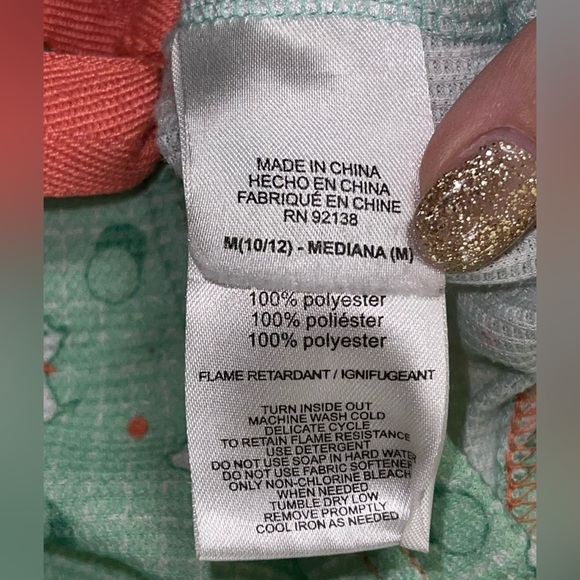 MADE IN CHINA
HECHO EN CHINA
FABRIQUÉ EN CHINE
RN 92138
M(10/12) - MEDIANA (M)
100% polyester
100% poliéster
100% polyester
FLAME RETARDANT / IGNIFUGEANT
TURN INSIDE OUT
MACHINE WASH COLD
DELICATE CYCLE
TO RETAIN FLAME RESISTANCE
USE DETERGENT
DO NOT USE SOAP IN HARD WATER
DO NOT USE FABRIC SOFTENER
ONLY NON-CHLORINE BLEACH
WHEN NEEDED
TUMBLE DRY LOW
REMOVE PROMPTLY
COOL IRON AS NEEDED